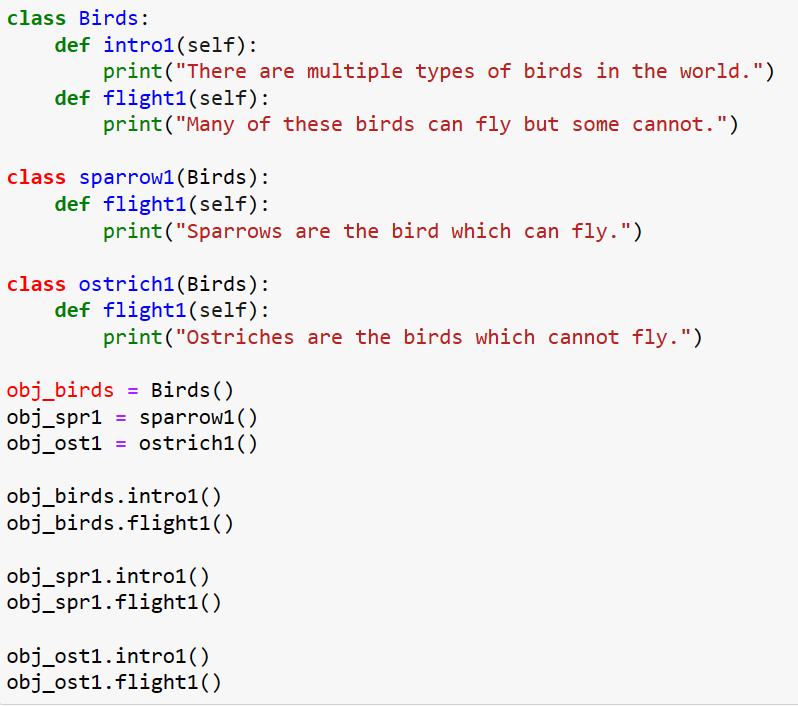 class Birds:
    def intro1(self):
        print("There are multiple types of birds in the world.")
    def flight1(self):
        print("Many of these birds can fly but some cannot.")

class sparrow1(Birds):
    def flight1(self):
        print("Sparrows are the bird which can fly.")

class ostrich1(Birds):
    def flight1(self):
        print("Ostriches are the birds which cannot fly.")

obj_birds = Birds()
obj_spr1 = sparrow1()
obj_ost1 = ostrich1()

obj_birds.intro1()
obj_birds.flight1()

obj_spr1.intro1()
obj_spr1.flight1()

obj_ost1.intro1()
obj_ost1.flight1()